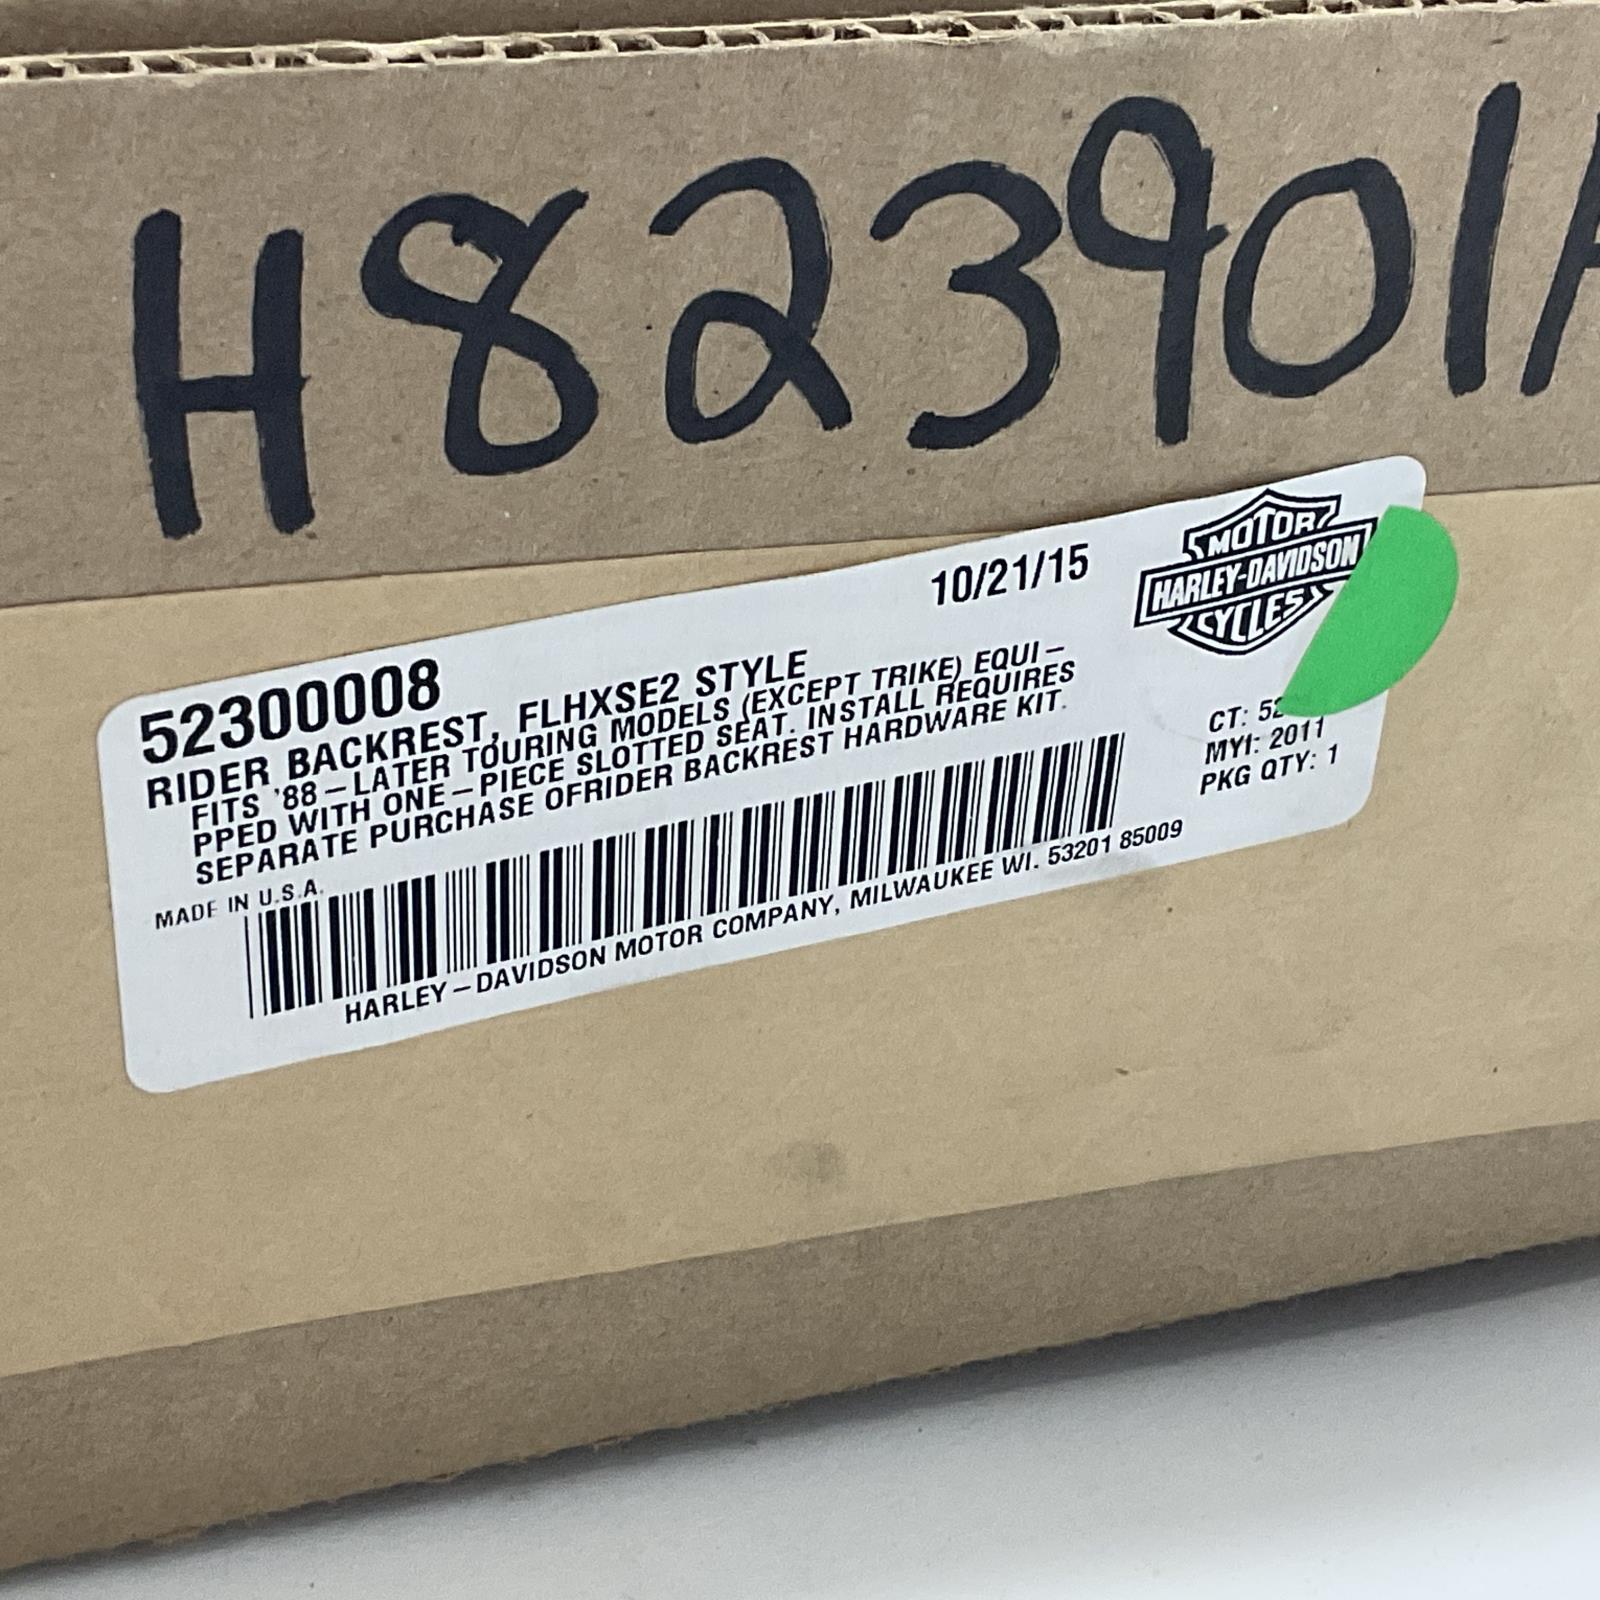 H823901
10/21/15
MOTOR
HARLEY-DAVIDSON
CYCLES
52300008
RIDER BACKREST, FLHXSE2 STYLE
FITS '88-LATER TOURING MODELS (EXCEPT TRIKE) EQUI-
PPED WITH ONE-PIECE SLOTTED SEAT. INSTALL REQUIRES
SEPARATE PURCHASE OFRIDER BACKREST HARDWARE KIT.
CT:
MYI: 2011
PKG QTY: 1
MADE IN U.S.A.
HARLEY-DAVIDSON MOTOR COMPANY, MILWAUKEE WI. 53201 85009